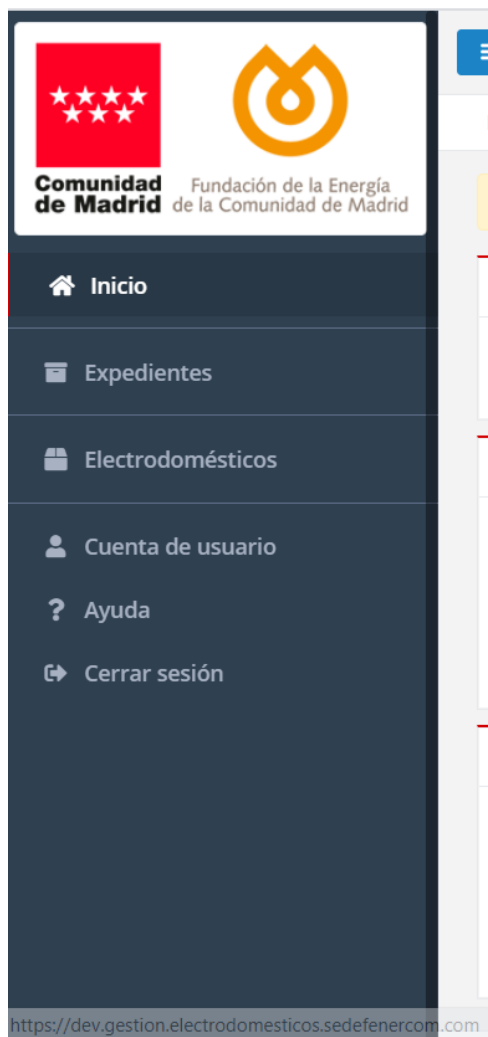 Comunidad
de Madrid
Fundación de la Energía
de la Comunidad de Madrid
Inicio
Expedientes
Electrodomésticos
Cuenta de usuario
? Ayuda
Cerrar sesión
https://dev.gestion.electrodomesticos.sedefenercom.com